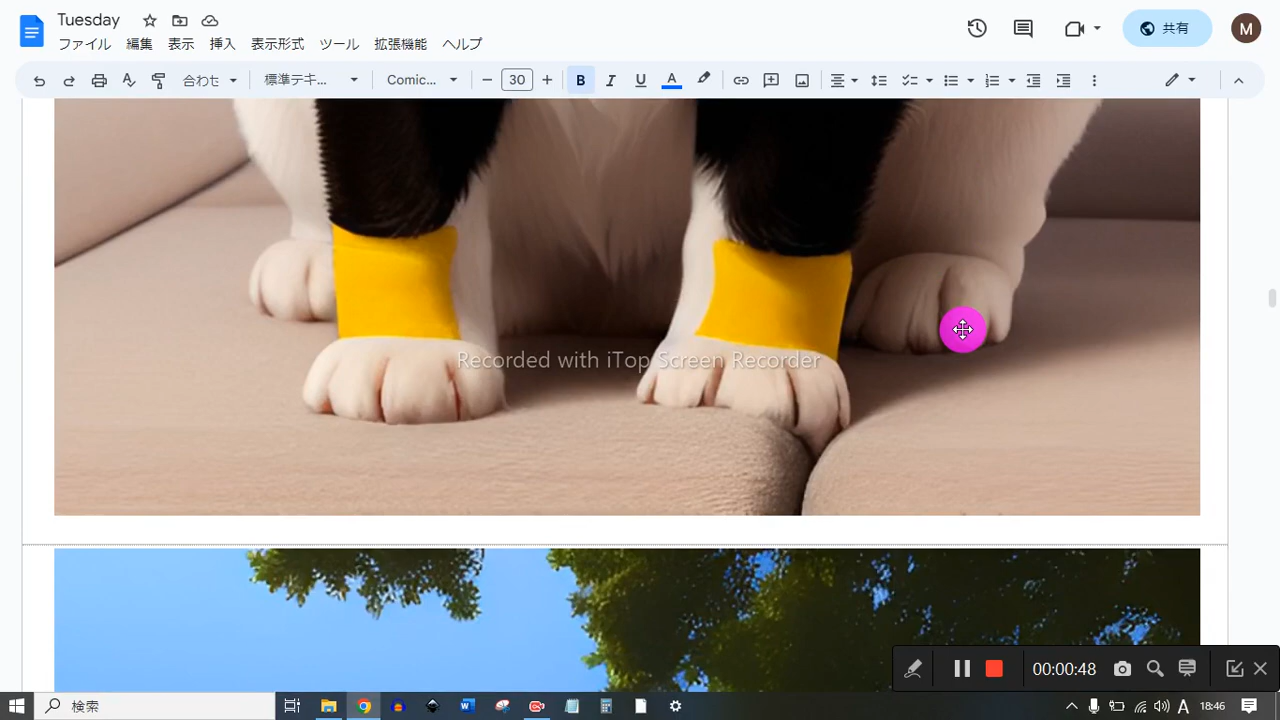 Tuesday
共有
M
ファイル 編集 表示 挿入 表示形式 ツール 拡張機能 ヘルプ
合わせ 標準テキ... Comic... − 30 + B I U A
Recorded with iTop Screen Recorder
00:00:48
検索
A 18:46